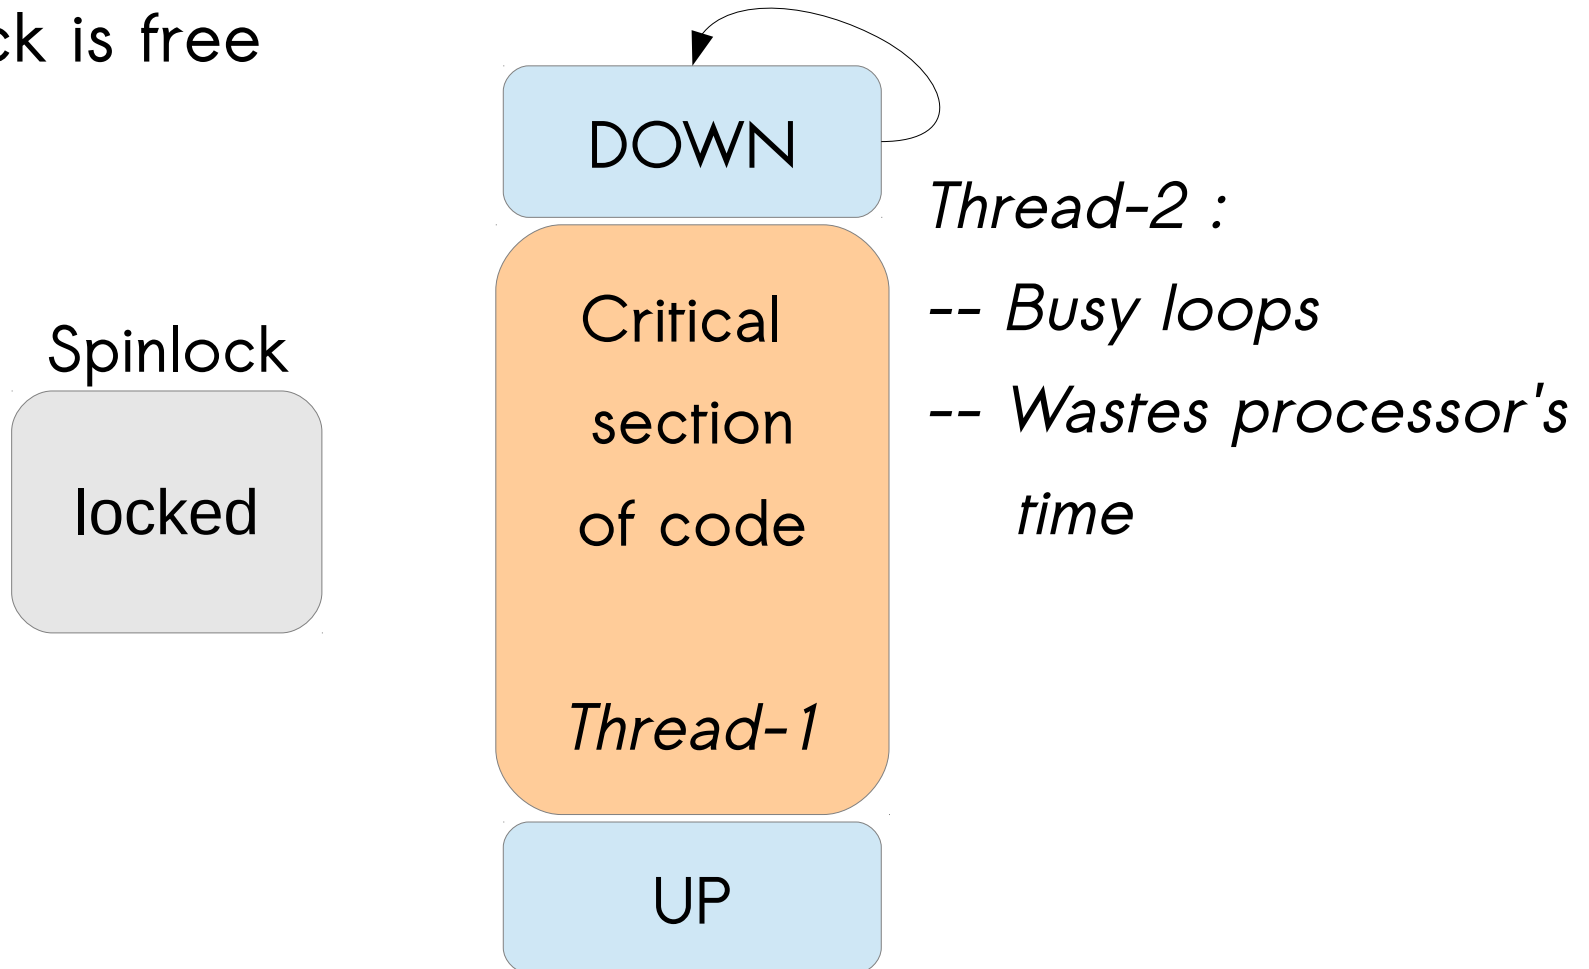 ck is free
DOWN
Thread-2 :
-- Busy loops
-- Wastes processor's
time
Critical
section
of code
Thread-1
Spinlock
locked
UP